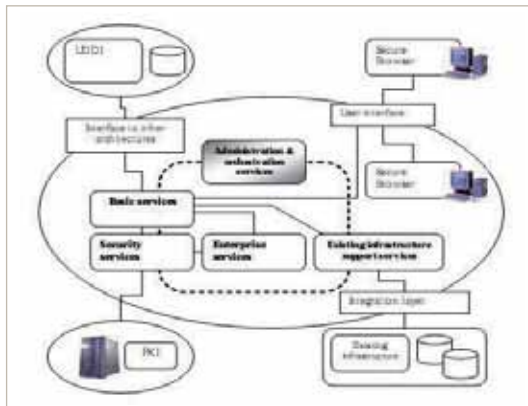 UDDI
Secure
Browser
Interface to other
architectures
User interface
Administration &
orchestration
services
Secure
Browser
Basic services
Security
services
Enterprise
services
Existing infrastructure
support services
Integration layer
PKI
Existing
infrastructure